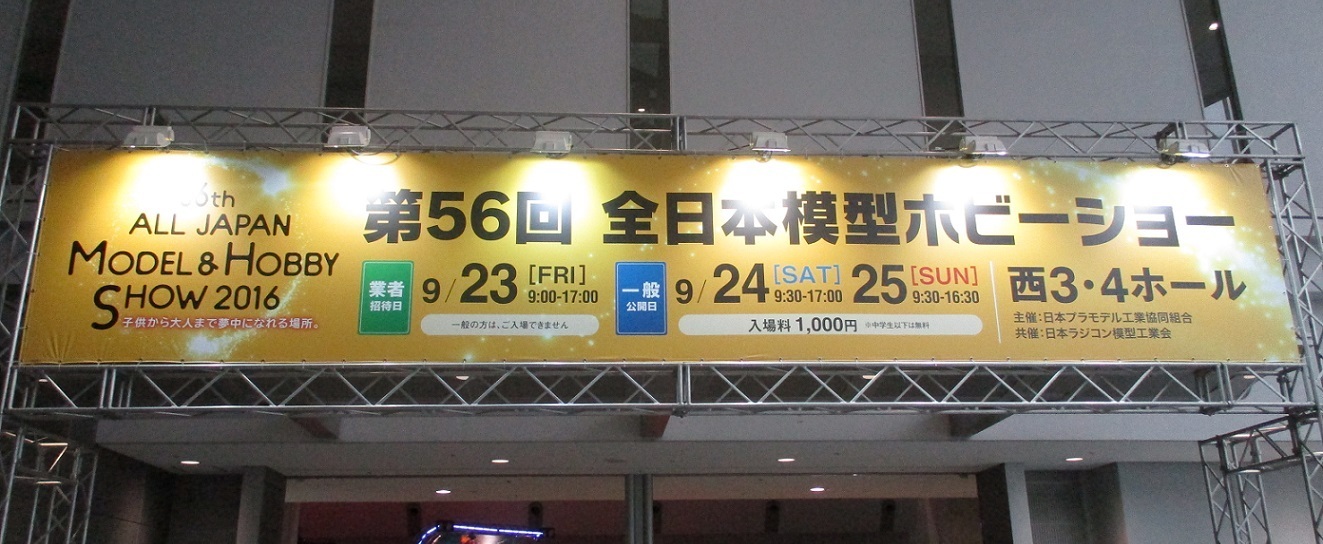 6th
ALL JAPAN
MODEL & HOBBY
SHOW 2016
子供から大人まで夢中になれる場所。
第56回 全日本模型ホビーショー
業者
招待日
9/23 [FRI]
9:00-17:00
一般の方は、ご入場できません
一般
公開日
9/24 [SAT]
9:30-17:00
25 [SUN]
9:30-16:30
入場料 1,000円 ※中学生以下は無料
西3・4ホール
主催:日本プラモデル工業協同組合
共催:日本ラジコン模型工業会